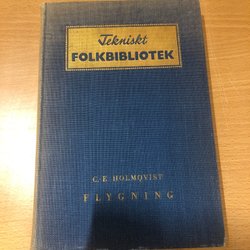 Tekniskt
FOLKBIBLIOTEK
C. E. HOLMQVIST
FLYGNING